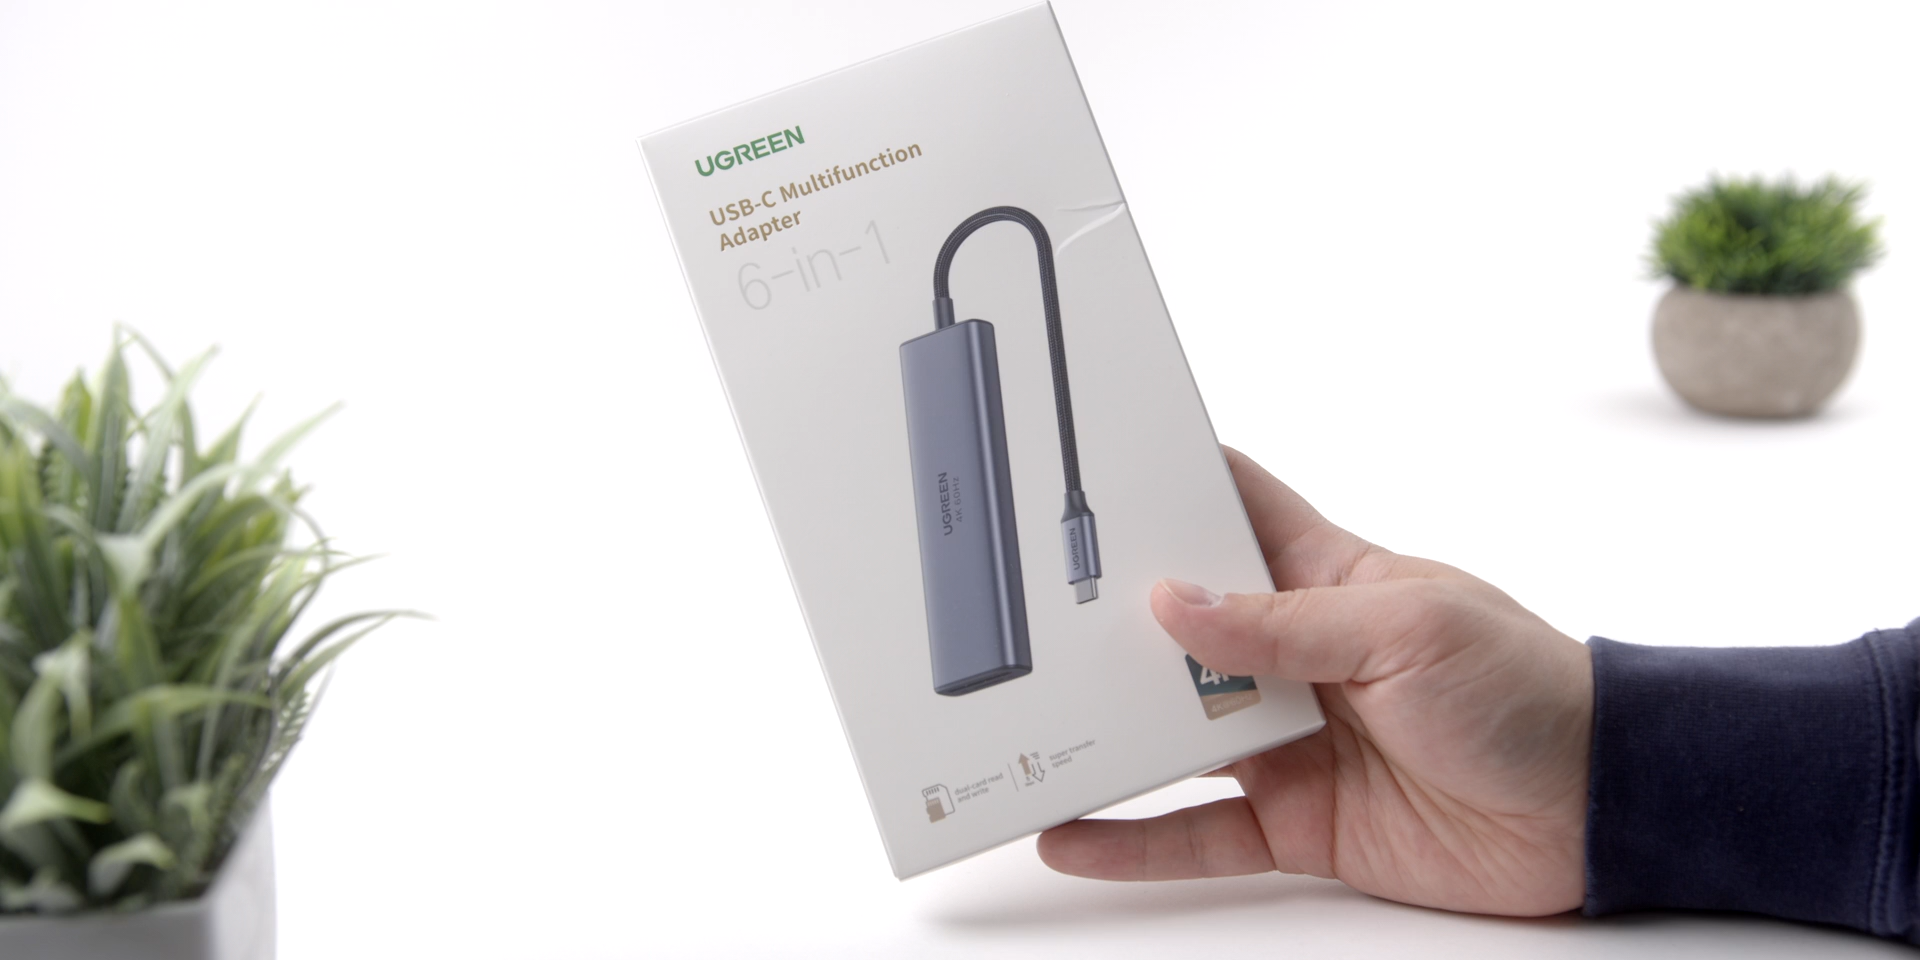 UGREEN
USB-C Multifunction
Adapter
6-in-1
UGREEN
4K 60Hz
UGREEN
dual-card read
and write
super transfer
speed